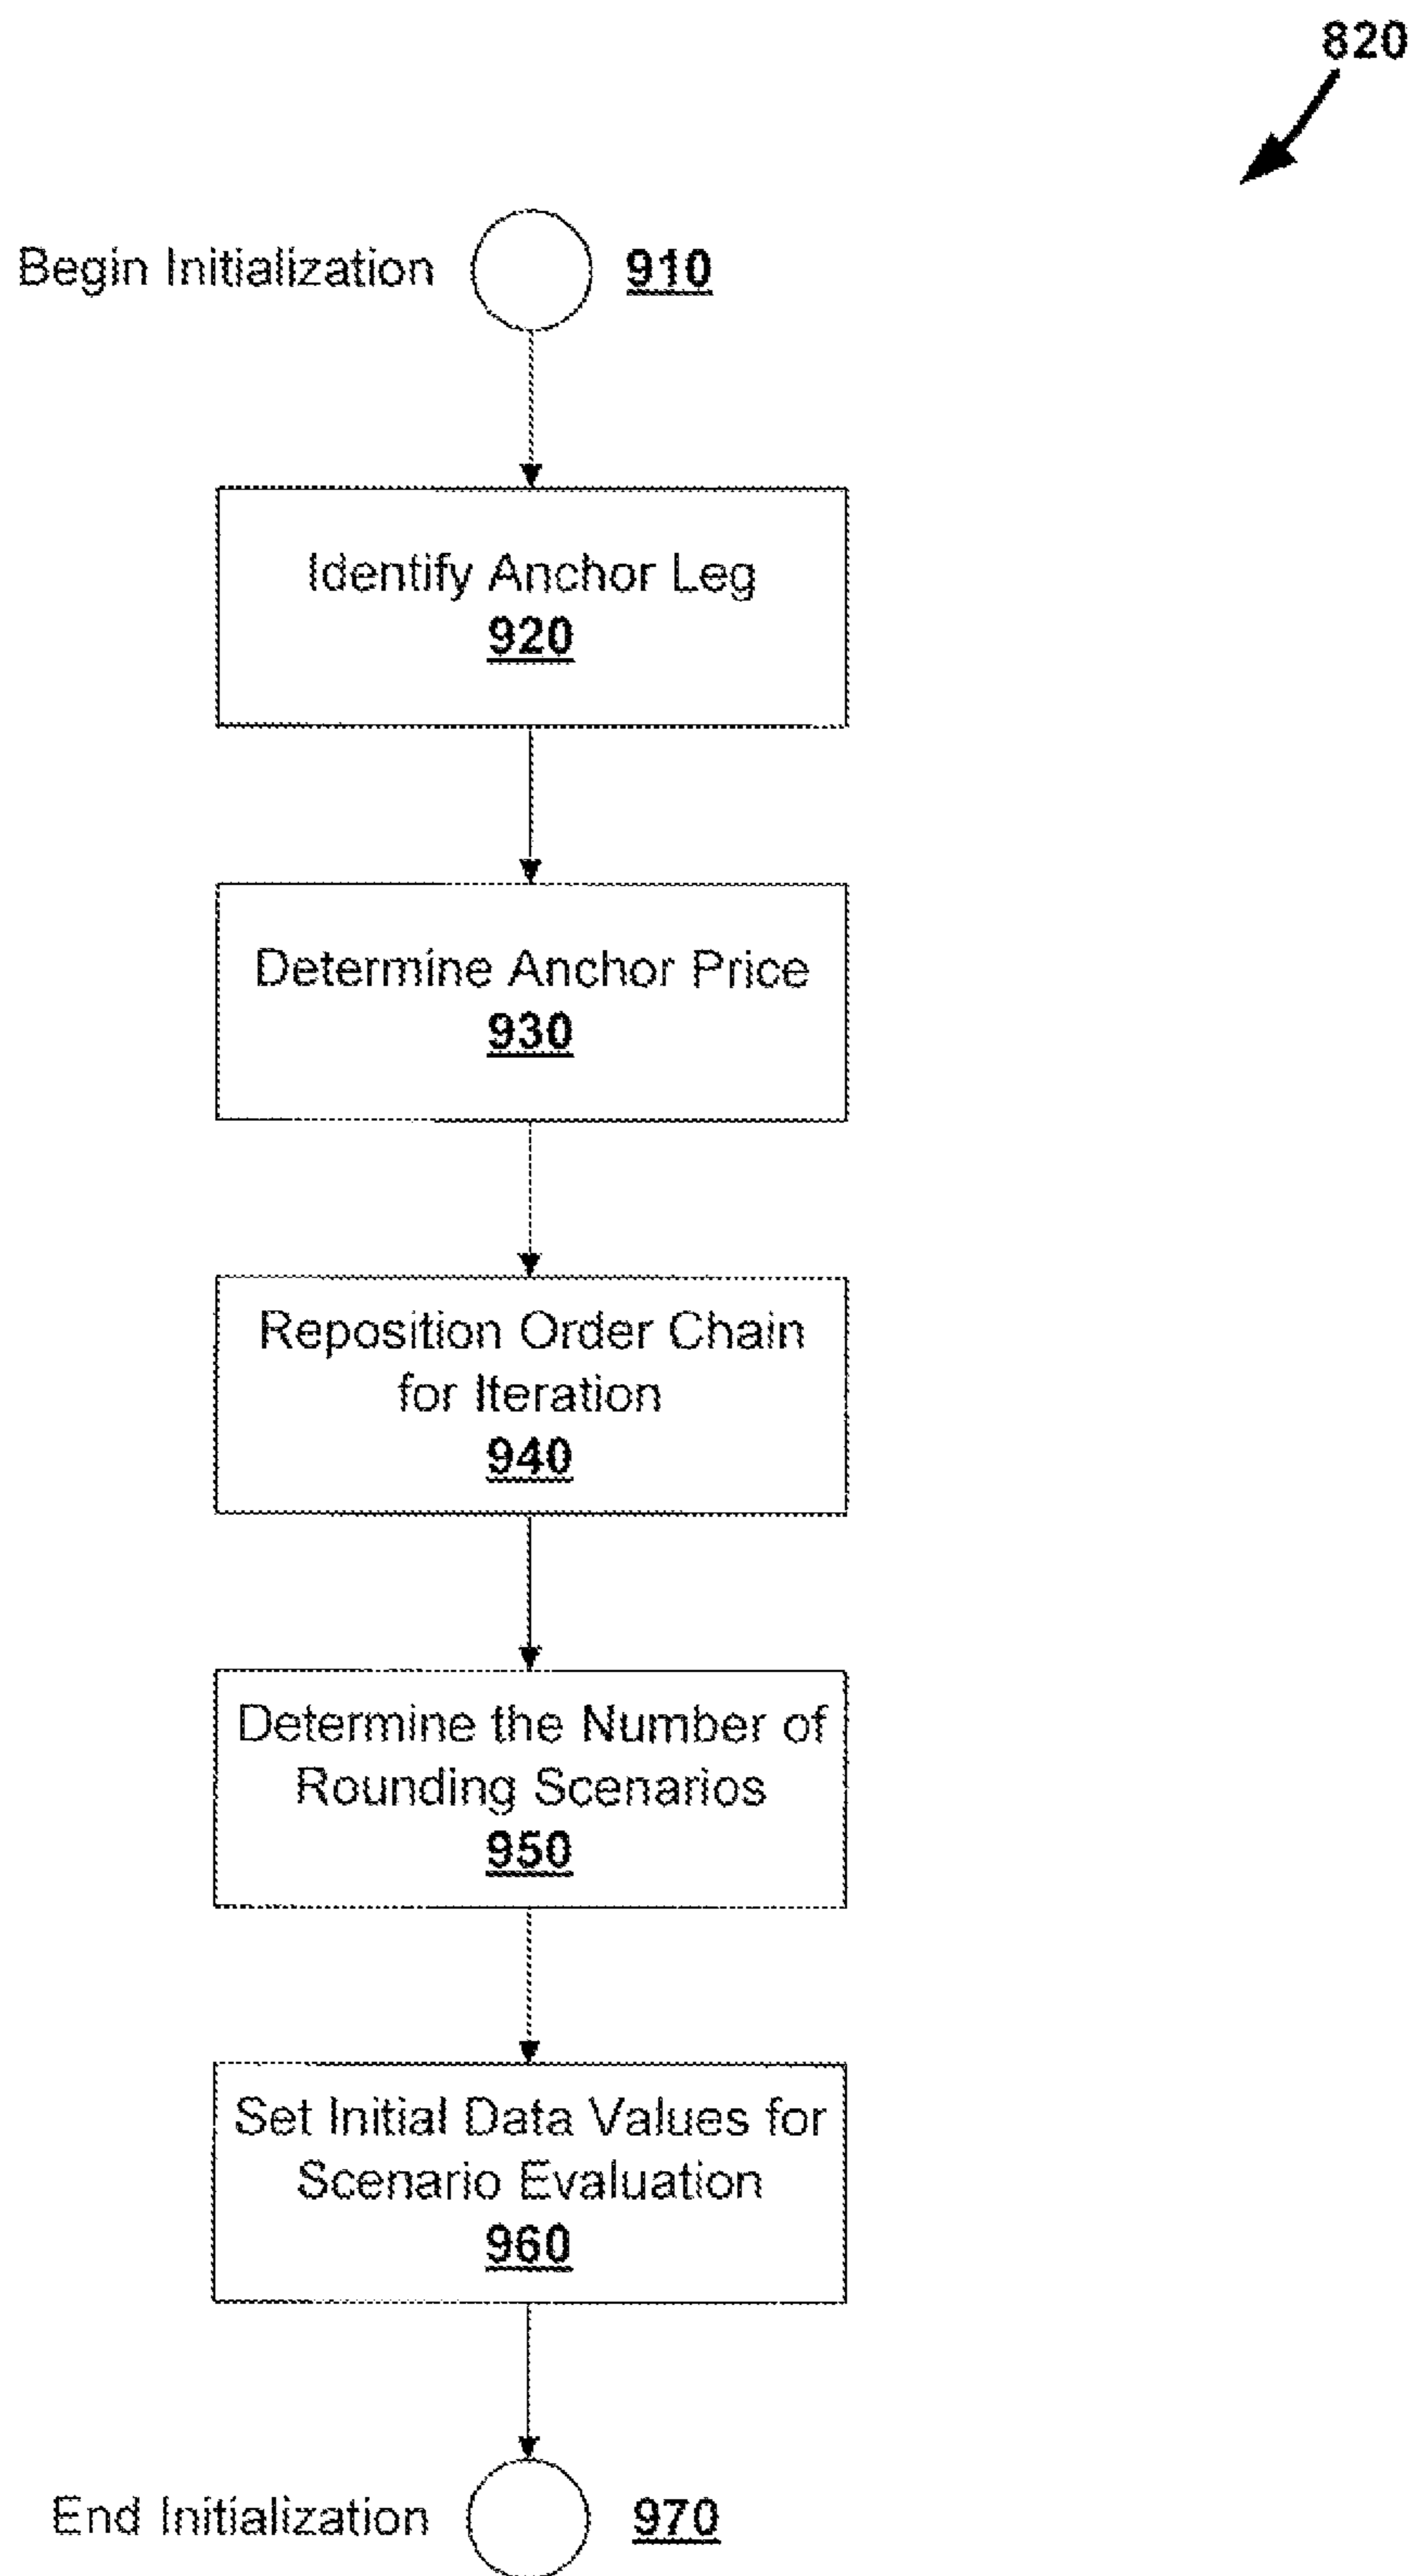 820
Begin Initialization 910
Identify Anchor Leg
920
Determine Anchor Price
930
Reposition Order Chain
for Iteration
940
Determine the Number of
Rounding Scenarios
950
Set Initial Data Values for
Scenario Evaluation
960
End Initialization 970